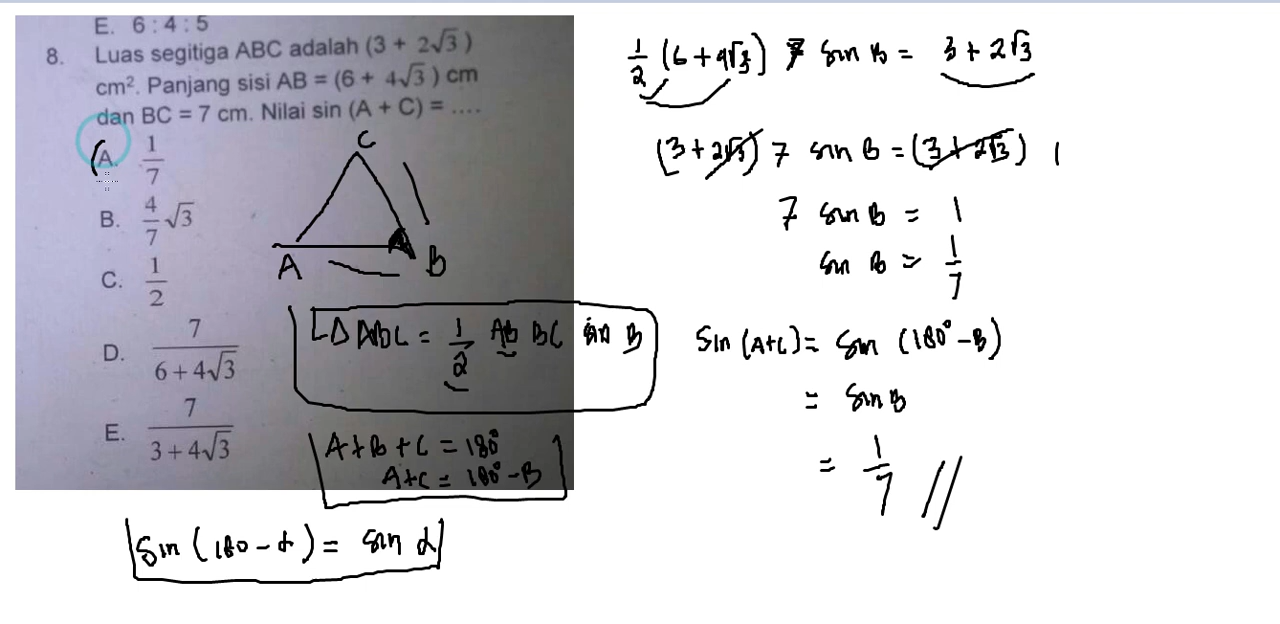 E. 6 : 4 : 5
8. Luas segitiga ABC adalah (3 + 2√3)
cm². Panjang sisi AB = (6 + 4√3) cm
dan BC = 7 cm. Nilai sin (A + C) = ....
A. 1/7
B. 4/7 √3
C. 1/2
D. 7/(6 + 4√3)
E. 7/(3 + 4√3)
C
A
B
L△ABC = 1/2 AB BC sin B
A+B+C = 180°
A+C = 180°-B
sin (180-α) = sin α
1/2 (6+4√3) 7 sin B = 3+2√3
(3+2√3) 7 sin B = (3+2√3) 1
7 sin B = 1
sin B = 1/7
Sin (A+C) = sin (180°-B)
= sin B
= 1/7 //